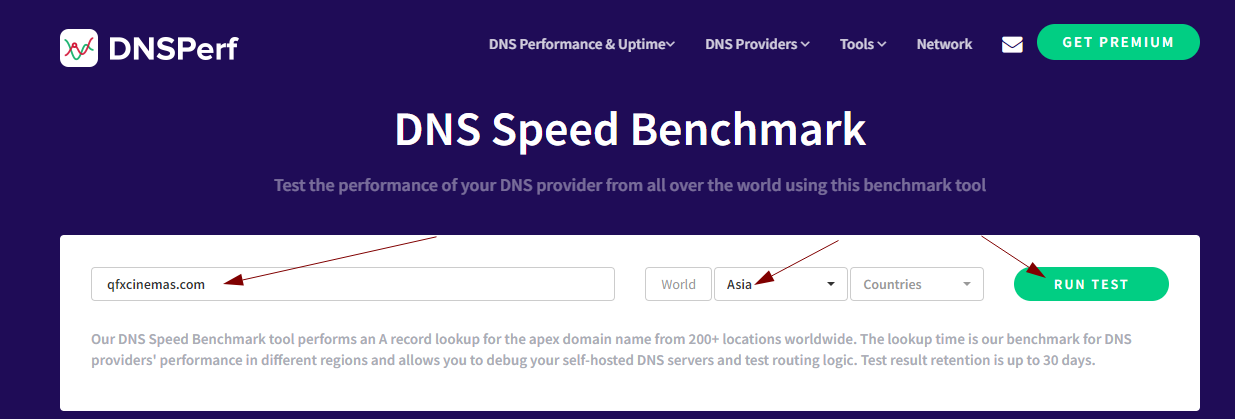 DNSPerf
DNS Performance & Uptime DNS Providers Tools Network GET PREMIUM
DNS Speed Benchmark
Test the performance of your DNS provider from all over the world using this benchmark tool
qfxcinemas.com World Asia Countries RUN TEST
Our DNS Speed Benchmark tool performs an A record lookup for the apex domain name from 200+ locations worldwide. The lookup time is our benchmark for DNS
providers' performance in different regions and allows you to debug your self-hosted DNS servers and test routing logic. Test result retention is up to 30 days.